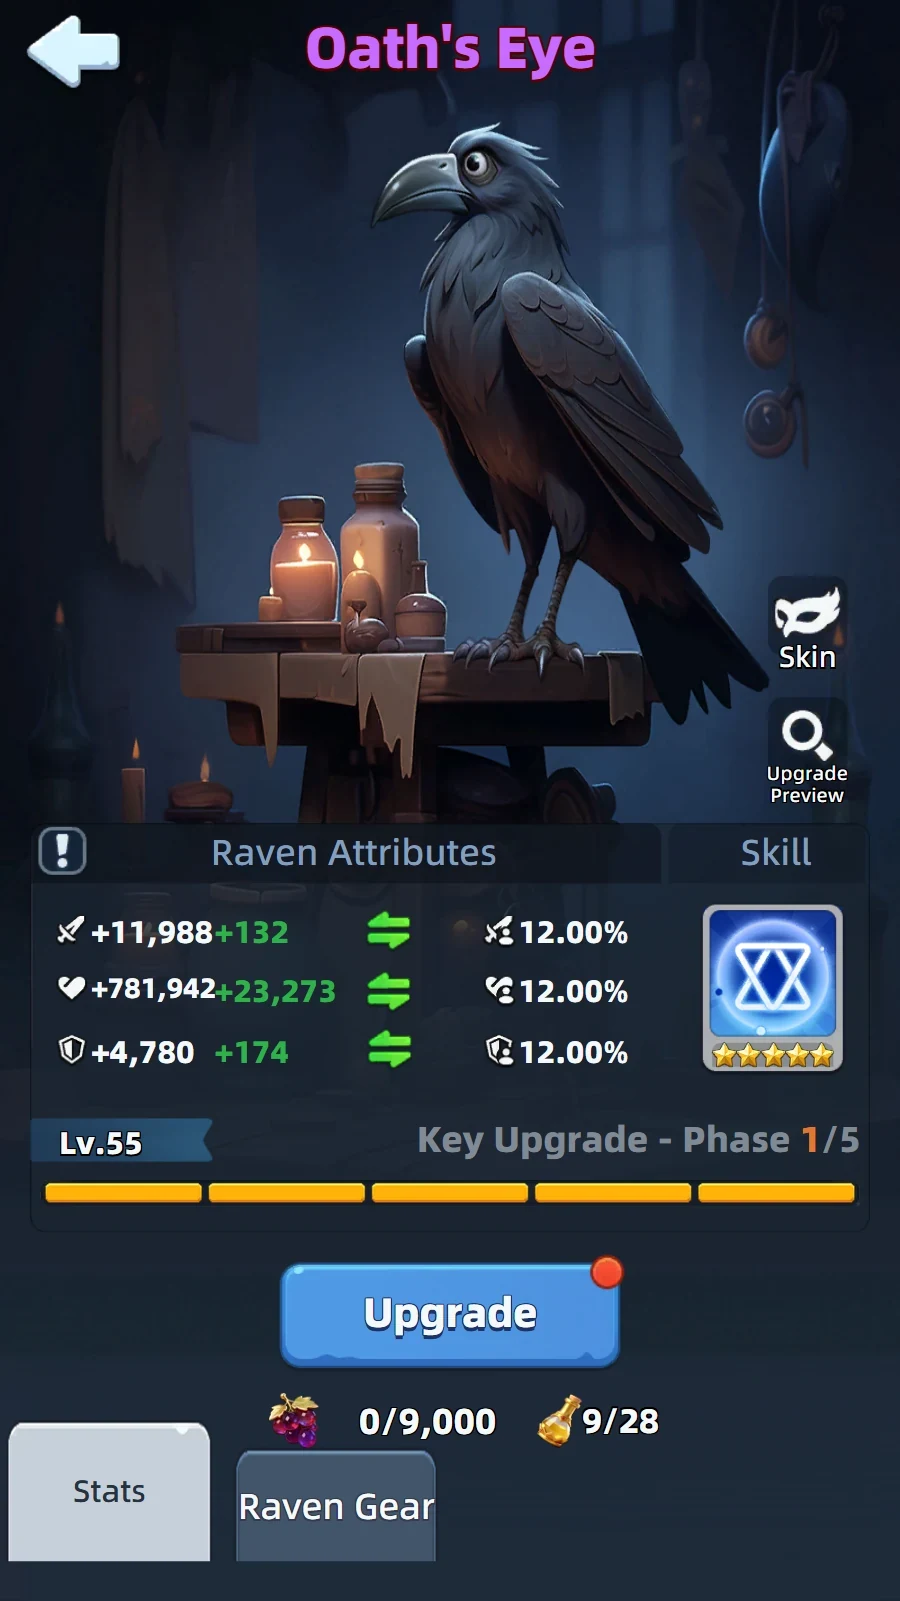 Oath's Eye
Skin
Upgrade
Preview
Raven Attributes
Skill
+11,988+132
12.00%
+781,942+23,273
12.00%
+4,780 +174
12.00%
Lv.55
Key Upgrade - Phase 1/5
Upgrade
0/9,000
9/28
Stats
Raven Gear